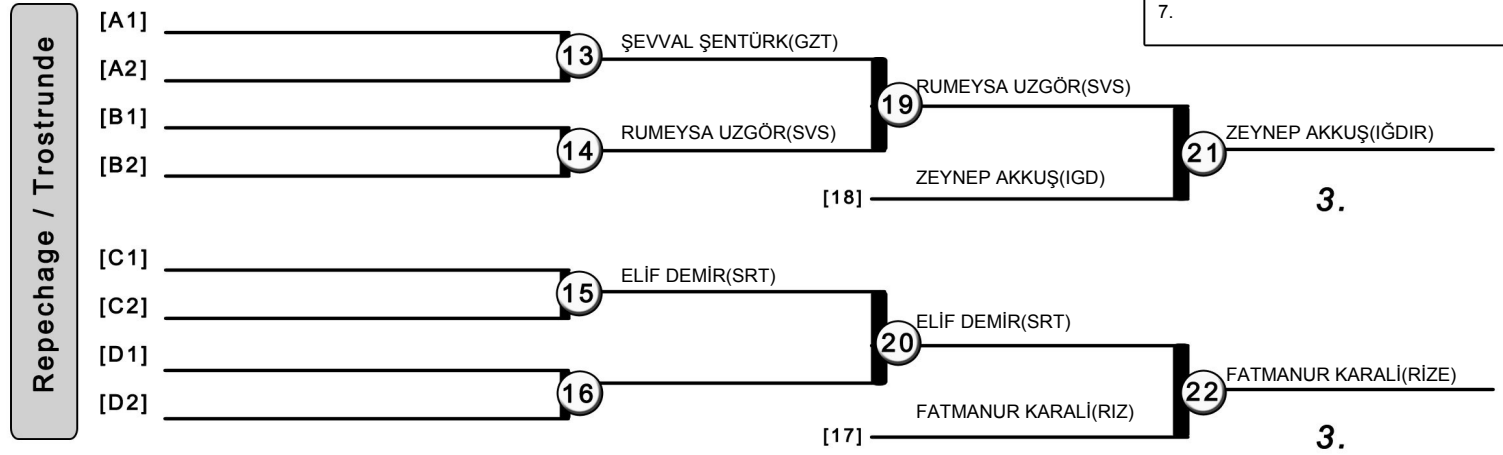 Repechage / Trostrunde
7.
[A1]
[A2]
13
ŞEVVAL ŞENTÜRK(GZT)
[B1]
[B2]
14
RUMEYSA UZGÖR(SVS)
19
RUMEYSA UZGÖR(SVS)
[18]
ZEYNEP AKKUŞ(IGD)
21
ZEYNEP AKKUŞ(IĞDIR)
3.
[C1]
[C2]
15
ELİF DEMİR(SRT)
[D1]
[D2]
16
20
ELİF DEMİR(SRT)
[17]
FATMANUR KARALİ(RIZ)
22
FATMANUR KARALİ(RİZE)
3.